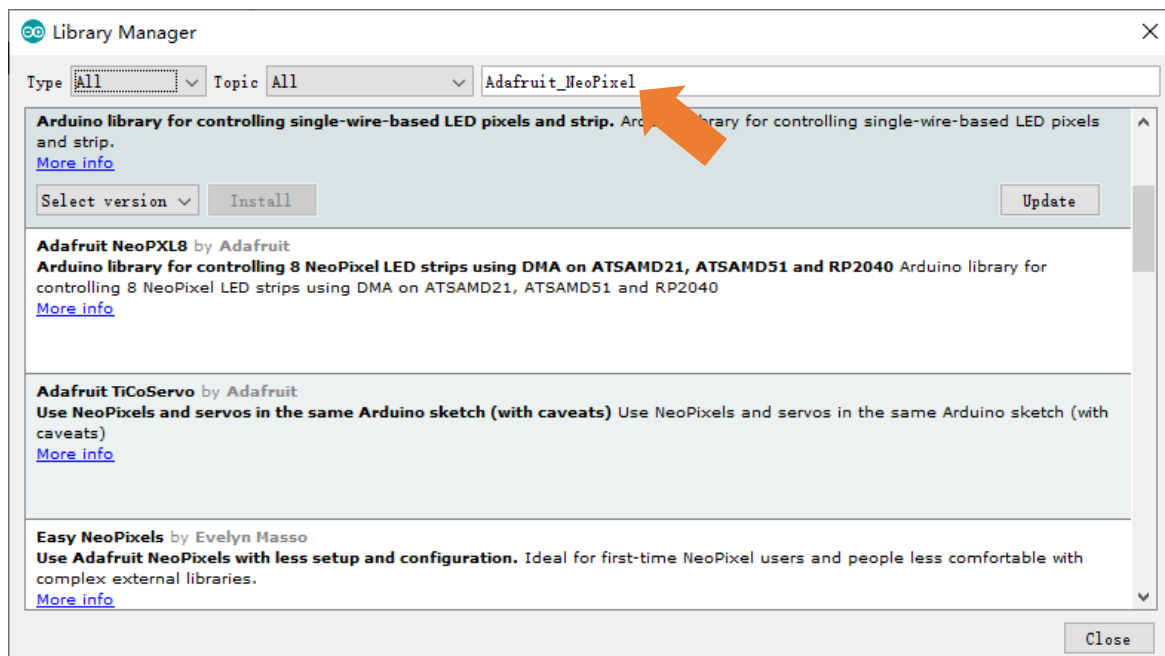 Library Manager
Type All Topic All Adafruit_NeoPixel
Arduino library for controlling single-wire-based LED pixels and strip. library for controlling single-wire-based LED pixels
and strip.
More info
Select version Install Update
Adafruit NeoPXL8 by Adafruit
Arduino library for controlling 8 NeoPixel LED strips using DMA on ATSAMD21, ATSAMD51 and RP2040 Arduino library for
controlling 8 NeoPixel LED strips using DMA on ATSAMD21, ATSAMD51 and RP2040
More info
Adafruit TiCoServo by Adafruit
Use NeoPixels and servos in the same Arduino sketch (with caveats) Use NeoPixels and servos in the same Arduino sketch (with
caveats)
More info
Easy NeoPixels by Evelyn Masso
Use Adafruit NeoPixels with less setup and configuration. Ideal for first-time NeoPixel users and people less comfortable with
complex external libraries.
More info
Close